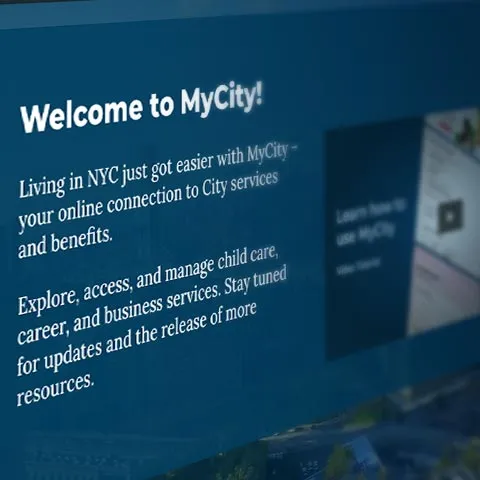 Welcome to MyCity!
Living in NYC just got easier with MyCity –
your online connection to City services
and benefits.
Explore, access, and manage child care,
career, and business services. Stay tuned
for updates and the release of more
resources.
Learn how to
use MyCity